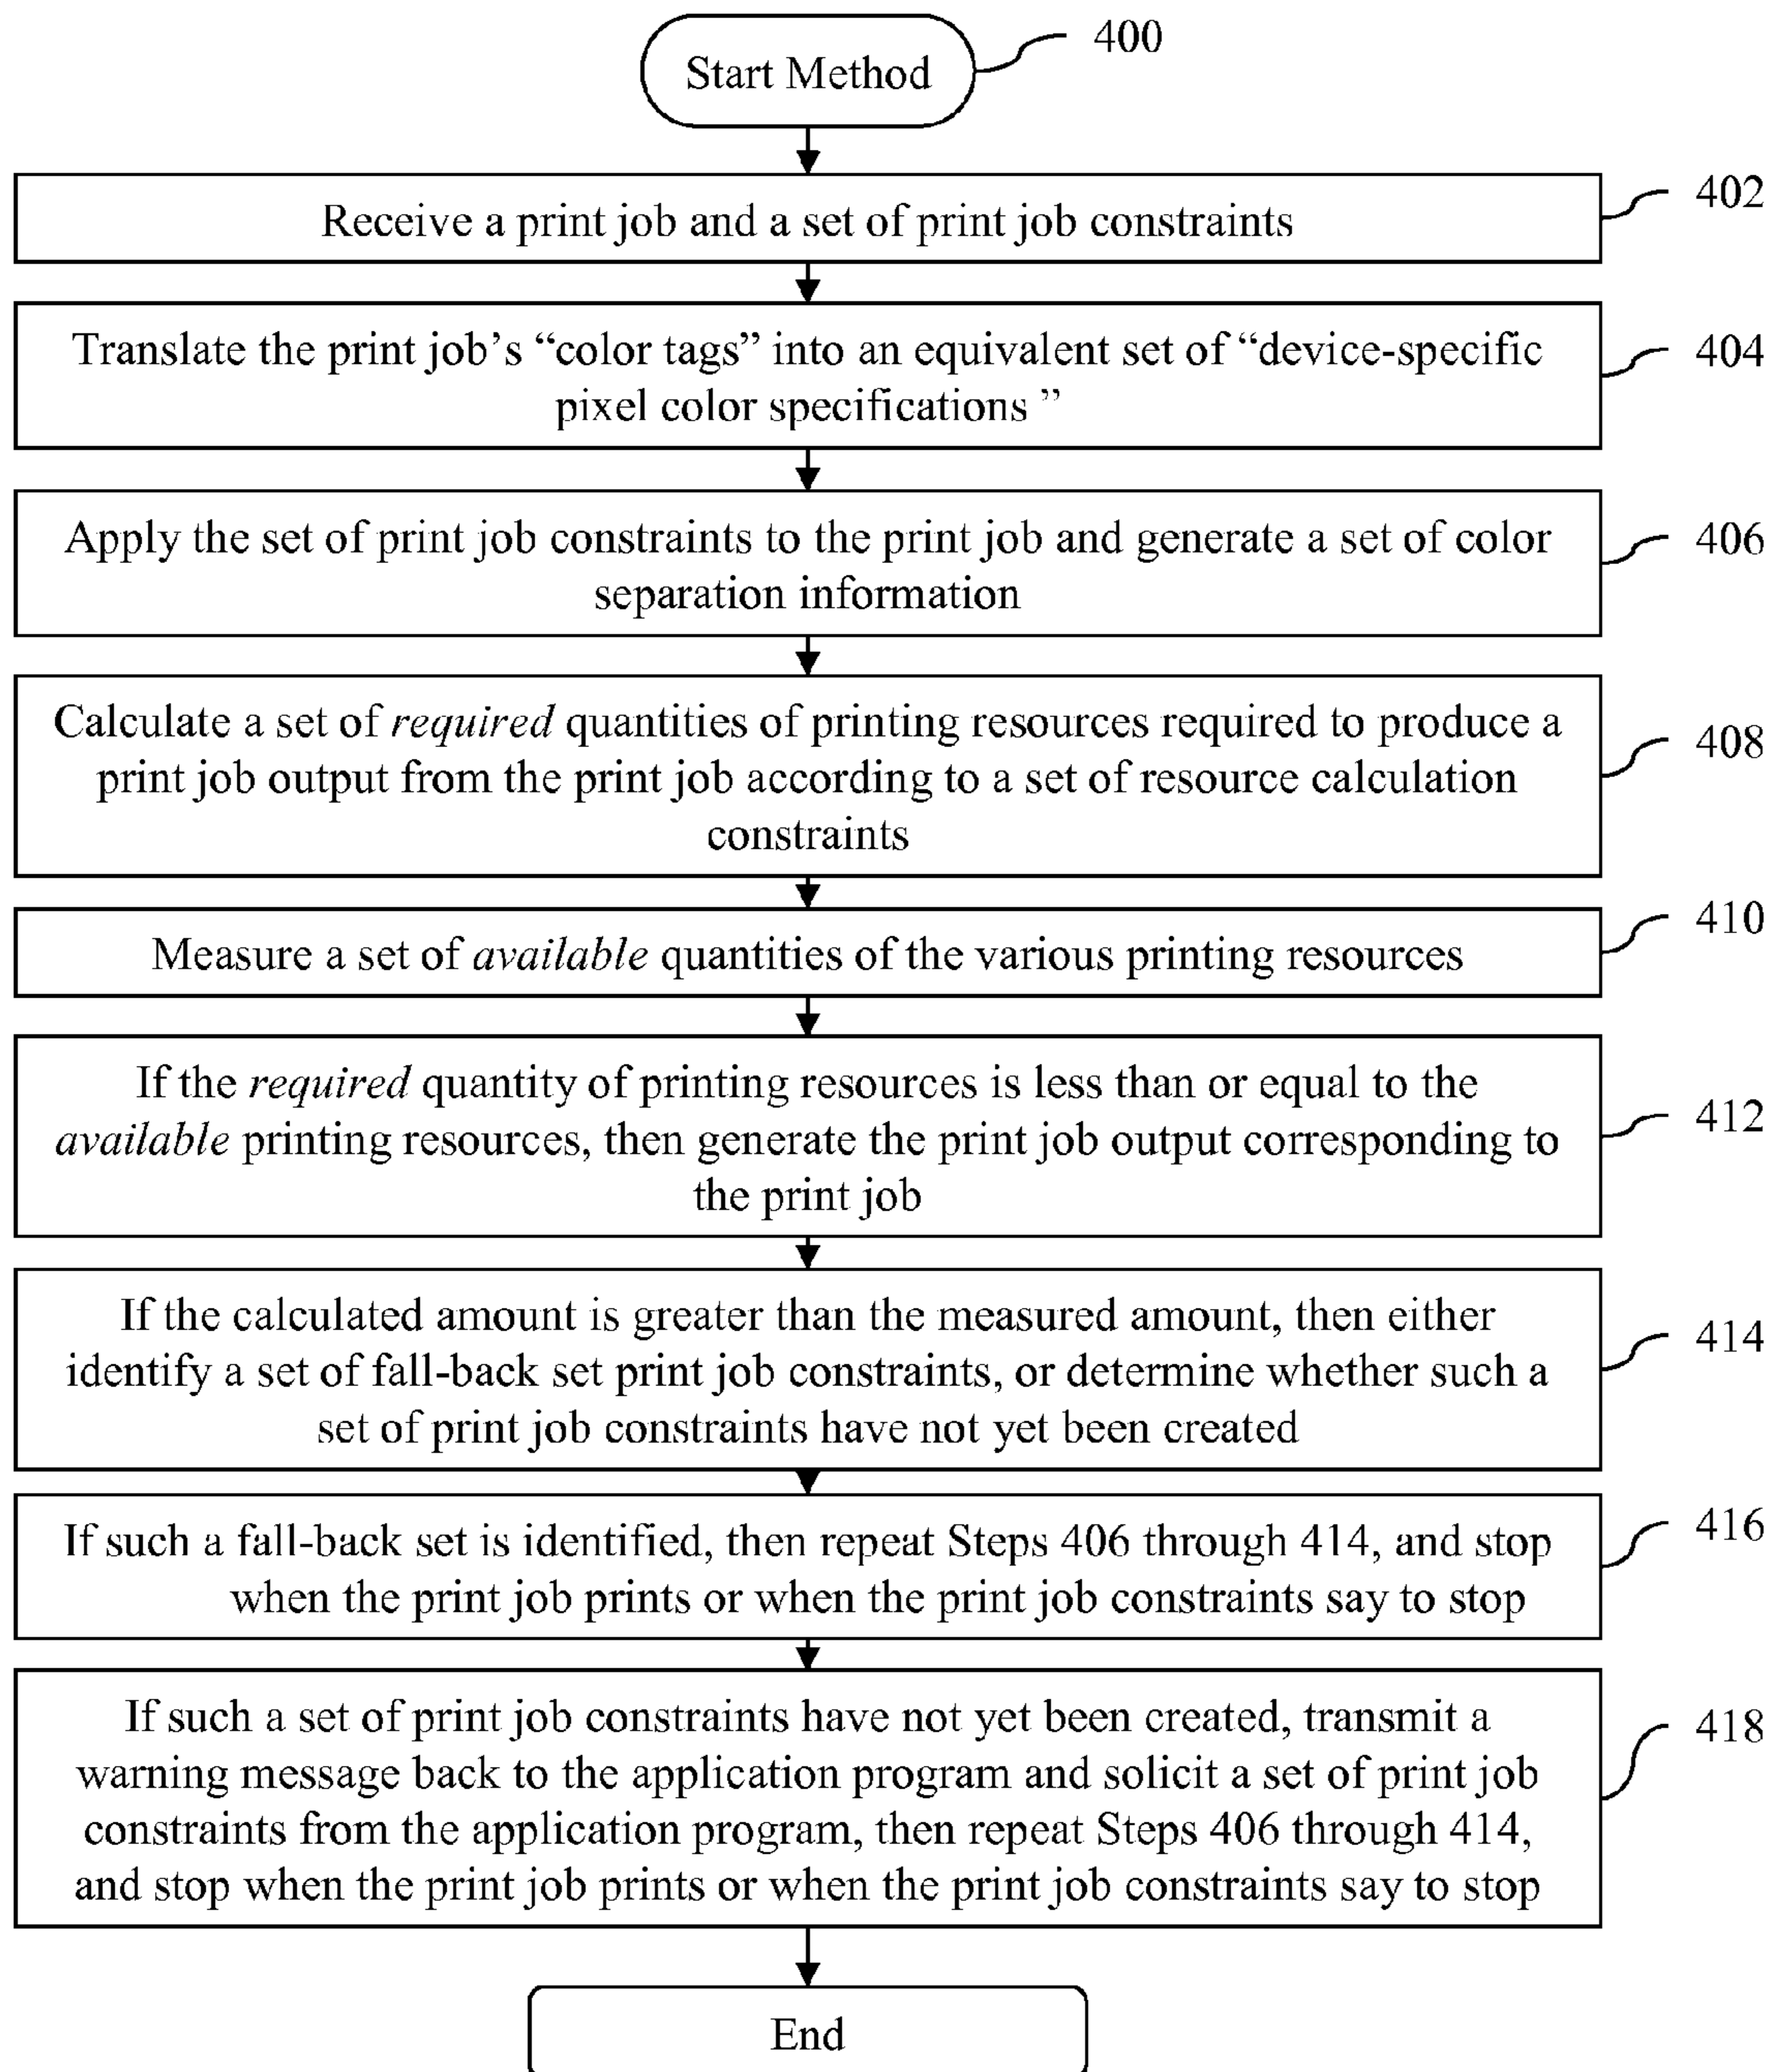 Start Method
400
Receive a print job and a set of print job constraints
402
Translate the print job’s “color tags” into an equivalent set of “device-specific
pixel color specifications ”
404
Apply the set of print job constraints to the print job and generate a set of color
separation information
406
Calculate a set of required quantities of printing resources required to produce a
print job output from the print job according to a set of resource calculation
constraints
408
Measure a set of available quantities of the various printing resources
410
If the required quantity of printing resources is less than or equal to the
available printing resources, then generate the print job output corresponding to
the print job
412
If the calculated amount is greater than the measured amount, then either
identify a set of fall-back set print job constraints, or determine whether such a
set of print job constraints have not yet been created
414
If such a fall-back set is identified, then repeat Steps 406 through 414, and stop
when the print job prints or when the print job constraints say to stop
416
If such a set of print job constraints have not yet been created, transmit a
warning message back to the application program and solicit a set of print job
constraints from the application program, then repeat Steps 406 through 414,
and stop when the print job prints or when the print job constraints say to stop
418
End